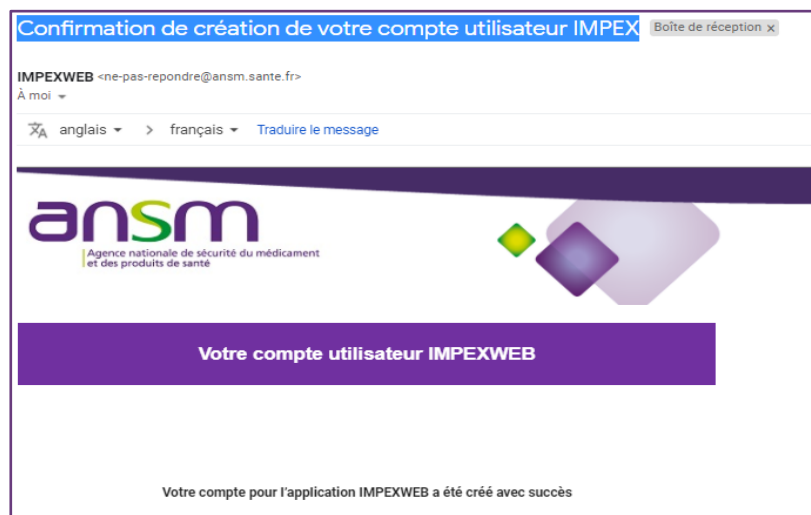 Confirmation de création de votre compte utilisateur IMPEX Boîte de réception x
IMPEXWEB <ne-pas-repondre@ansm.sante.fr>
À moi
anglais > français Traduire le message
ansm
Agence nationale de sécurité du médicament
et des produits de santé
Votre compte utilisateur IMPEXWEB
Votre compte pour l'application IMPEXWEB a été créé avec succès